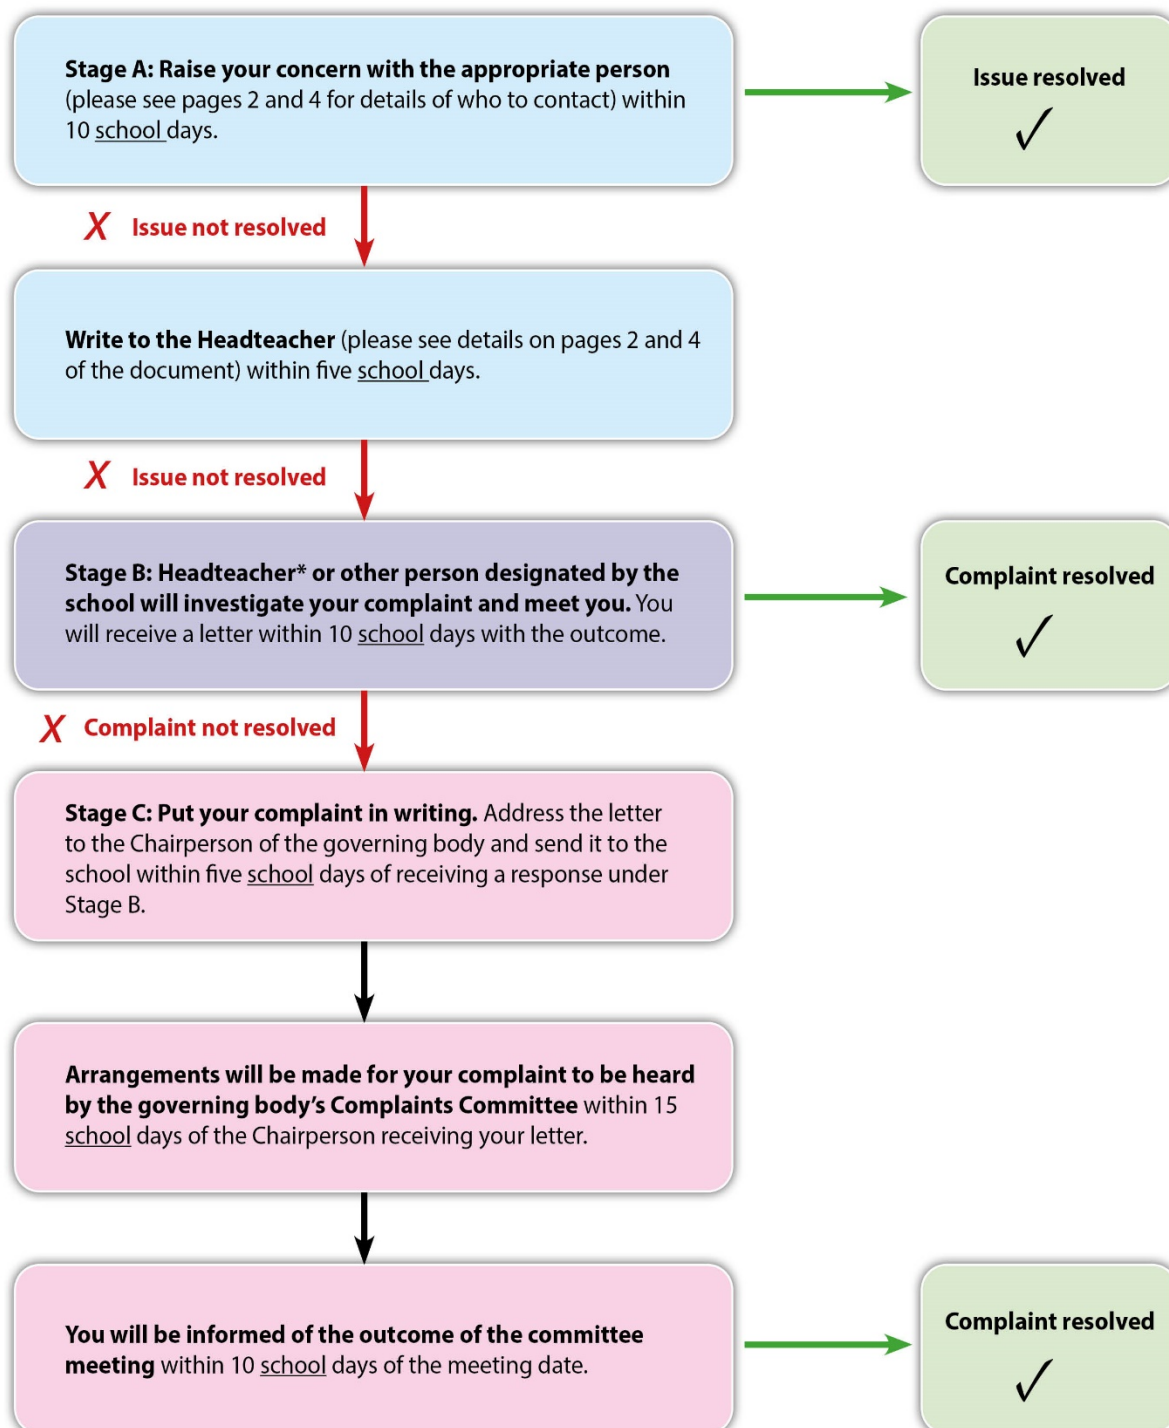 Stage A: Raise your concern with the appropriate person
(please see pages 2 and 4 for details of who to contact) within
10 school days.
Issue resolved
✓
X Issue not resolved
Write to the Headteacher (please see details on pages 2 and 4
of the document) within five school days.
X Issue not resolved
Stage B: Headteacher* or other person designated by the
school will investigate your complaint and meet you. You
will receive a letter within 10 school days with the outcome.
Complaint resolved
✓
X Complaint not resolved
Stage C: Put your complaint in writing. Address the letter
to the Chairperson of the governing body and send it to the
school within five school days of receiving a response under
Stage B.
Arrangements will be made for your complaint to be heard
by the governing body’s Complaints Committee within 15
school days of the Chairperson receiving your letter.
You will be informed of the outcome of the committee
meeting within 10 school days of the meeting date.
Complaint resolved
✓